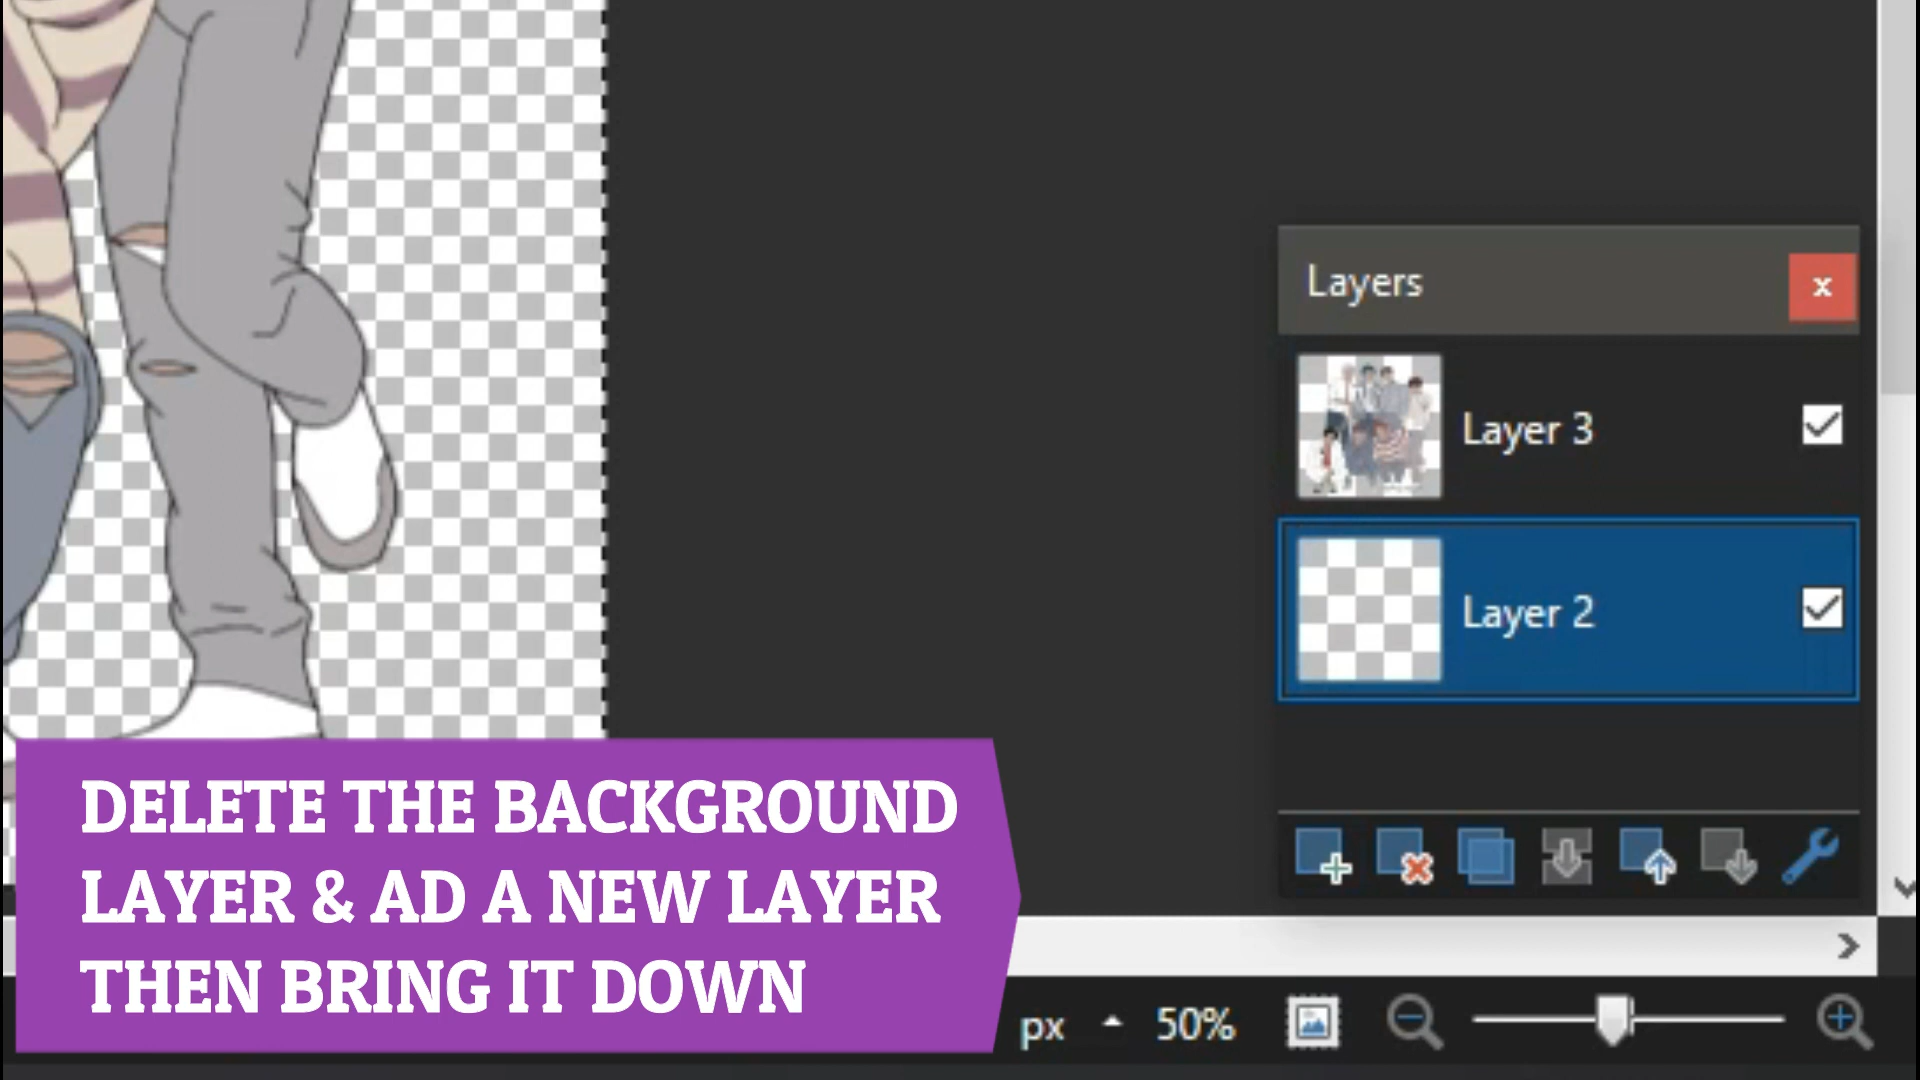 Layers
x
Layer 3
Layer 2
DELETE THE BACKGROUND
LAYER & AD A NEW LAYER
THEN BRING IT DOWN
px 50%